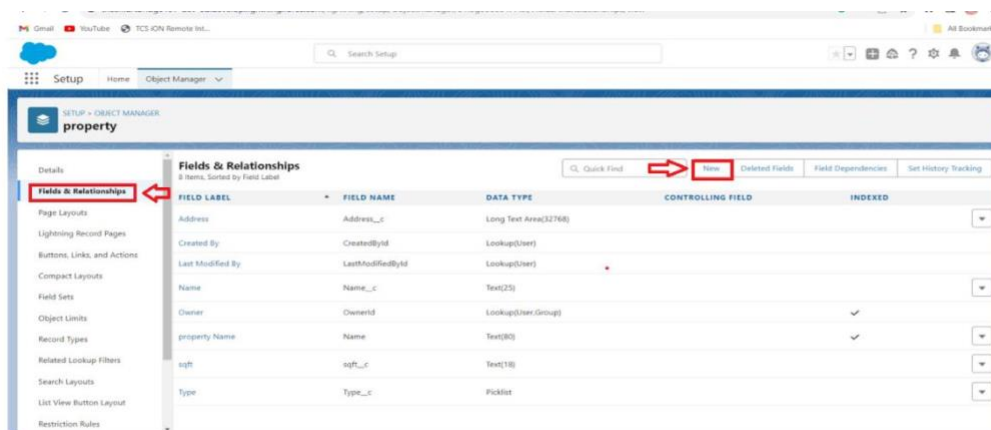 Gmail YouTube TCS iON Remote Int... All Bookmarks
Search Setup
Setup Home Object Manager
SETUP > OBJECT MANAGER
property
Details
Fields & Relationships
Page Layouts
Lightning Record Pages
Buttons, Links, and Actions
Compact Layouts
Field Sets
Object Limits
Record Types
Related Lookup Filters
Search Layouts
List View Button Layout
Restriction Rules
Fields & Relationships
8 Items, Sorted by Field Label
Quick Find New Deleted Fields Field Dependencies Set History Tracking
FIELD LABEL FIELD NAME DATA TYPE CONTROLLING FIELD INDEXED
Address Address__c Long Text Area(32768)
Created By CreatedById Lookup(User)
Last Modified By LastModifiedById Lookup(User)
Name Name__c Text(25)
Owner OwnerId Lookup(User,Group)
property Name Name Text(80)
sqft sqft__c Text(18)
Type Type__c Picklist